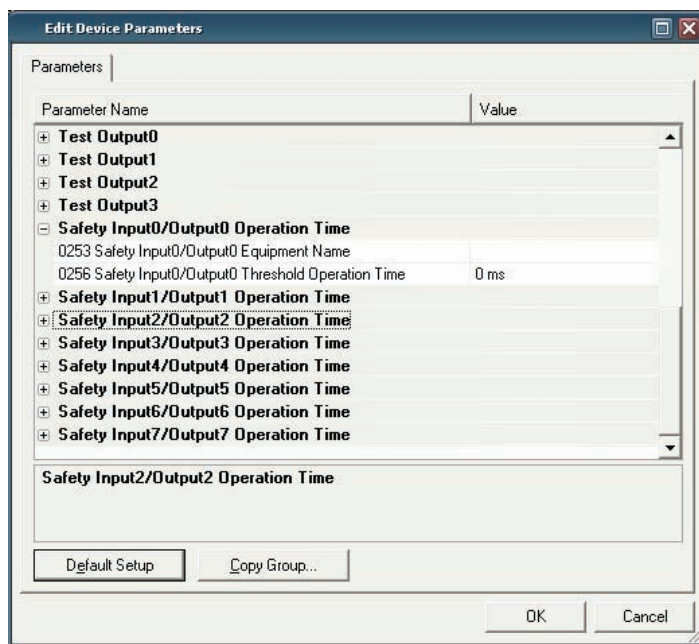 Edit Device Parameters
Parameters
Parameter Name Value
Test Output0
Test Output1
Test Output2
Test Output3
Safety Input0/Output0 Operation Time
0253 Safety Input0/Output0 Equipment Name
0256 Safety Input0/Output0 Threshold Operation Time 0 ms
Safety Input1/Output1 Operation Time
Safety Input2/Output2 Operation Time
Safety Input3/Output3 Operation Time
Safety Input4/Output4 Operation Time
Safety Input5/Output5 Operation Time
Safety Input6/Output6 Operation Time
Safety Input7/Output7 Operation Time
Safety Input2/Output2 Operation Time
Default Setup Copy Group...
OK Cancel